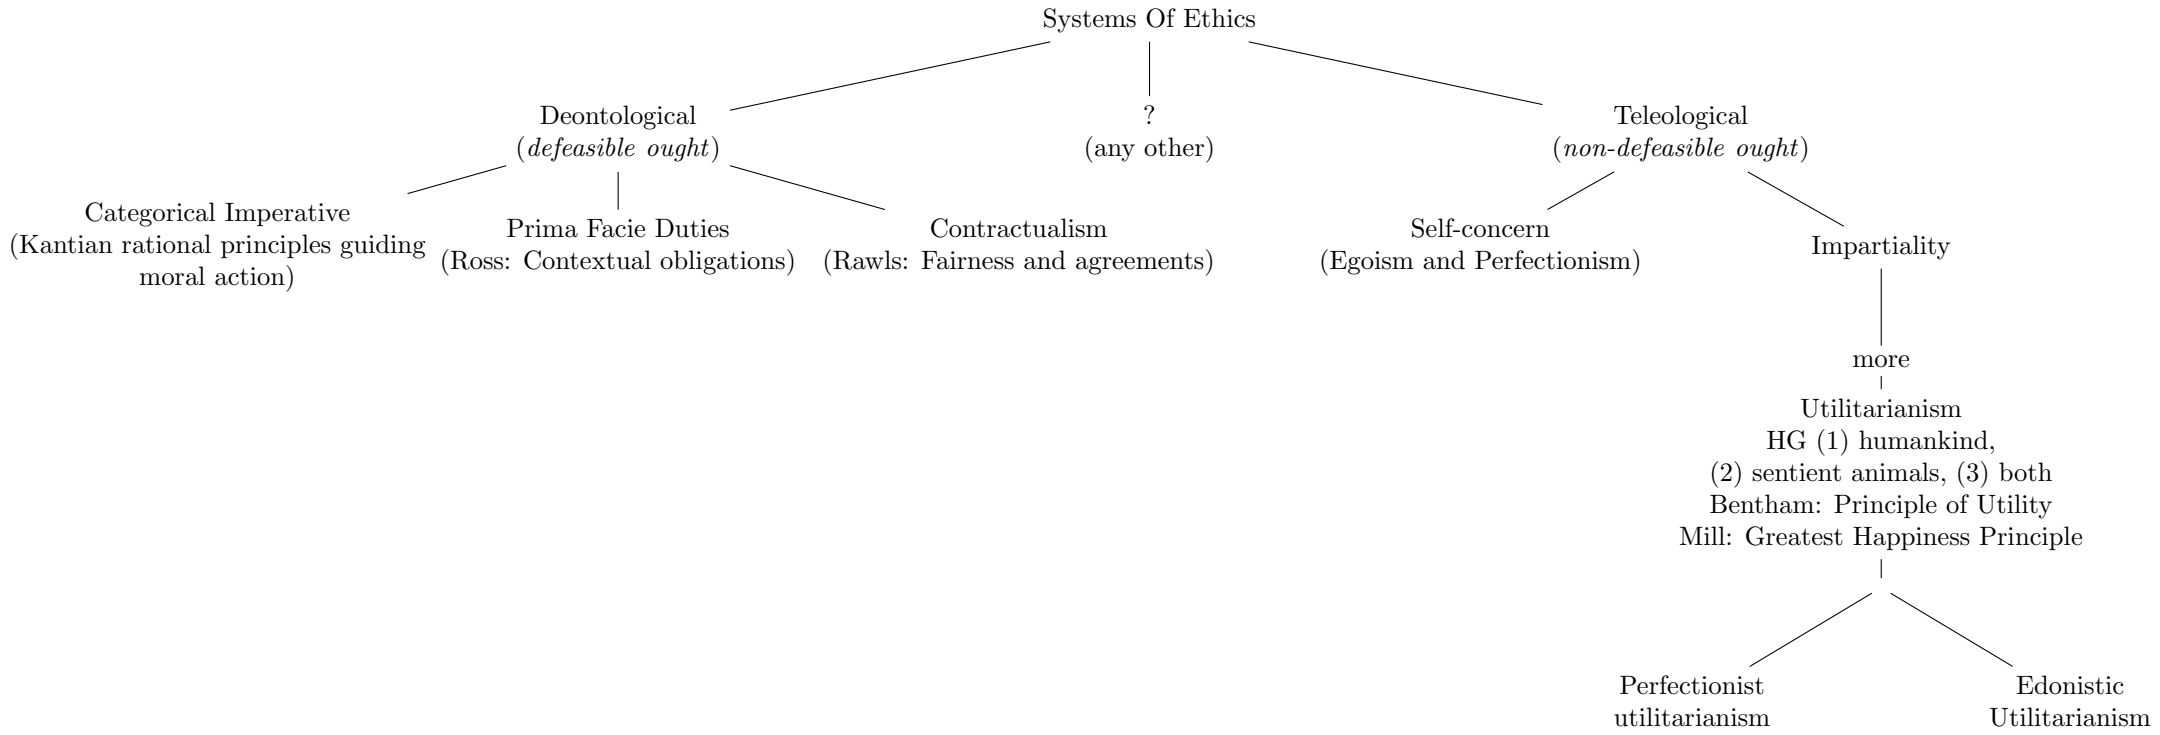 Systems Of Ethics
Deontological
(defeasible ought)
?
(any other)
Teleological
(non-defeasible ought)
Categorical Imperative
(Kantian rational principles guiding
moral action)
Prima Facie Duties
(Ross: Contextual obligations)
Contractualism
(Rawls: Fairness and agreements)
Self-concern
(Egoism and Perfectionism)
Impartiality
more
Utilitarianism
HG (1) humankind,
(2) sentient animals, (3) both
Bentham: Principle of Utility
Mill: Greatest Happiness Principle
Perfectionist
utilitarianism
Edonistic
Utilitarianism